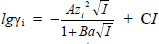 lgγᵢ = −Azᵢ²√I / (1+Ba√I) + CI